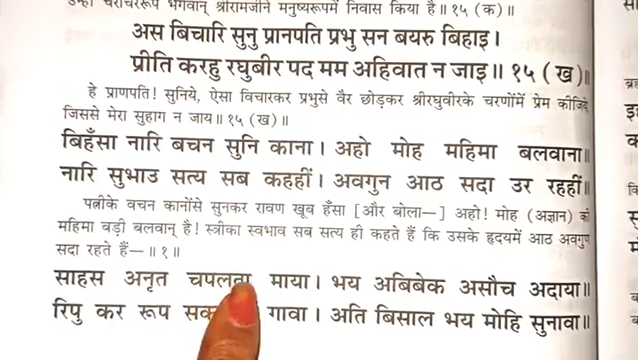 चराचररूप भगवान् श्रीरामजीने मनुष्यरूपमें निवास किया है॥ १५ (क)॥
अस बिचारि सुनु प्रानपति प्रभु सन बयरु बिहाइ।
प्रीति करहु रघुबीर पद मम अहिवात न जाइ॥ १५ (ख)॥
हे प्राणपति! सुनिये, ऐसा विचारकर प्रभुसे वैर छोड़कर श्रीरघुवीरके चरणोंमें प्रेम कीजिये
जिससे मेरा सुहाग न जाय॥ १५ (ख)॥
बिहँसा नारि बचन सुनि काना। अहो मोह महिमा बलवाना॥
नारि सुभाउ सत्य सब कहहीं। अवगुन आठ सदा उर रहहीं॥
पत्नीके वचन कानोंसे सुनकर रावण खूब हँसा [और बोला—] अहो! मोह (अज्ञान) की
महिमा बड़ी बलवान् है! स्त्रीका स्वभाव सब सत्य ही कहते हैं कि उसके हृदयमें आठ अवगुण
सदा रहते हैं—॥ १॥
साहस अनृत चपलता माया। भय अबिबेक असौच अदाया॥
रिपु कर रूप गावा। अति बिसाल भय मोहि सुनावा॥